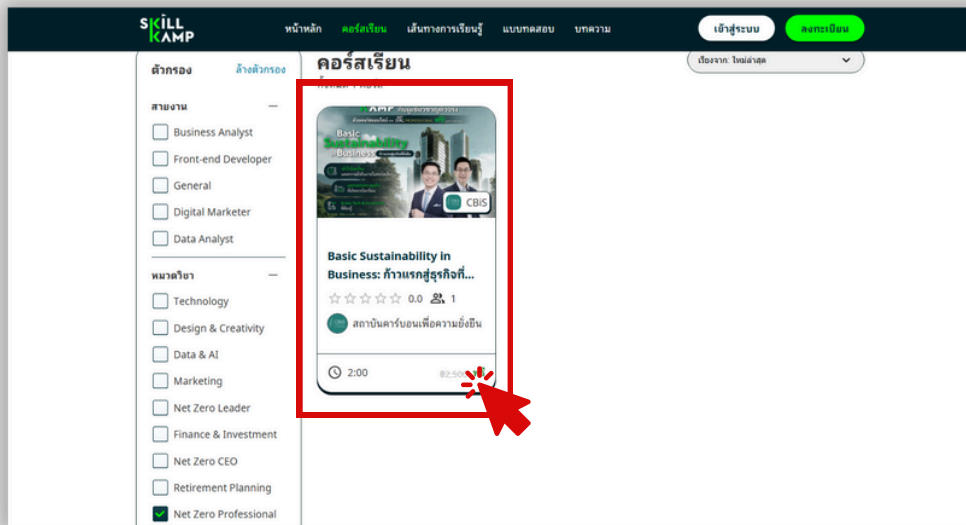 SKILL
KAMP
หน้าหลัก คอร์สเรียน เส้นทางการเรียนรู้ แบบทดสอบ บทความ เข้าสู่ระบบ ลงทะเบียน
ตัวกรอง ล้างตัวกรอง
คอร์สเรียน
เรียงจาก: ใหม่ล่าสุด
สายงาน
Business Analyst
Front-end Developer
General
Digital Marketer
Data Analyst
หมวดวิชา
Technology
Design & Creativity
Data & AI
Marketing
Net Zero Leader
Finance & Investment
Net Zero CEO
Retirement Planning
Net Zero Professional
KAMP
Basic
Sustainability
Business
CBiS
Basic Sustainability in
Business: ก้าวแรกสู่ธุรกิจที่...
0.0 1
สถาบันคาร์บอนเพื่อความยั่งยืน
2:00